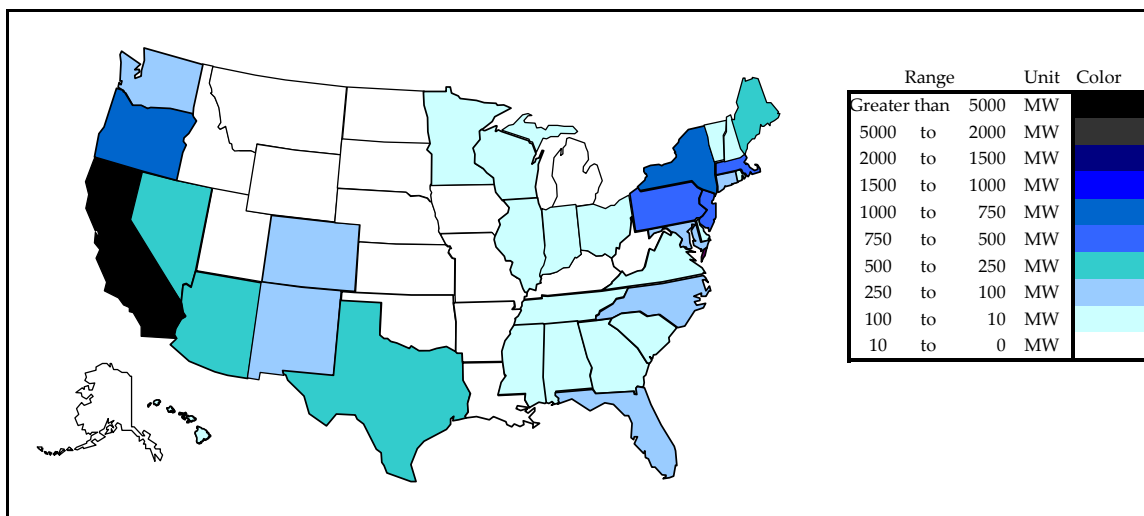 Range Unit Color
Greater than 5000 MW
5000 to 2000 MW
2000 to 1500 MW
1500 to 1000 MW
1000 to 750 MW
750 to 500 MW
500 to 250 MW
250 to 100 MW
100 to 10 MW
10 to 0 MW